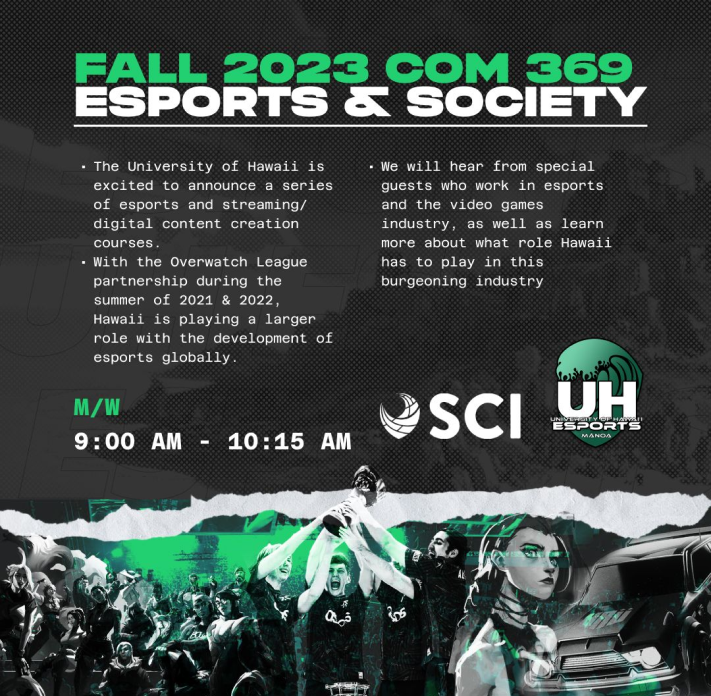 FALL 2023 COM 369
ESPORTS & SOCIETY
• The University of Hawaii is
excited to announce a series
of esports and streaming/
digital content creation
courses.
• With the Overwatch League
partnership during the
summer of 2021 & 2022,
Hawaii is playing a larger
role with the development of
esports globally.
• We will hear from special
guests who work in esports
and the video games
industry, as well as learn
more about what role Hawaii
has to play in this
burgeoning industry
M/W
9:00 AM - 10:15 AM
SCI
UH
UNIVERSITY OF HAWAII
ESPORTS
MANOA